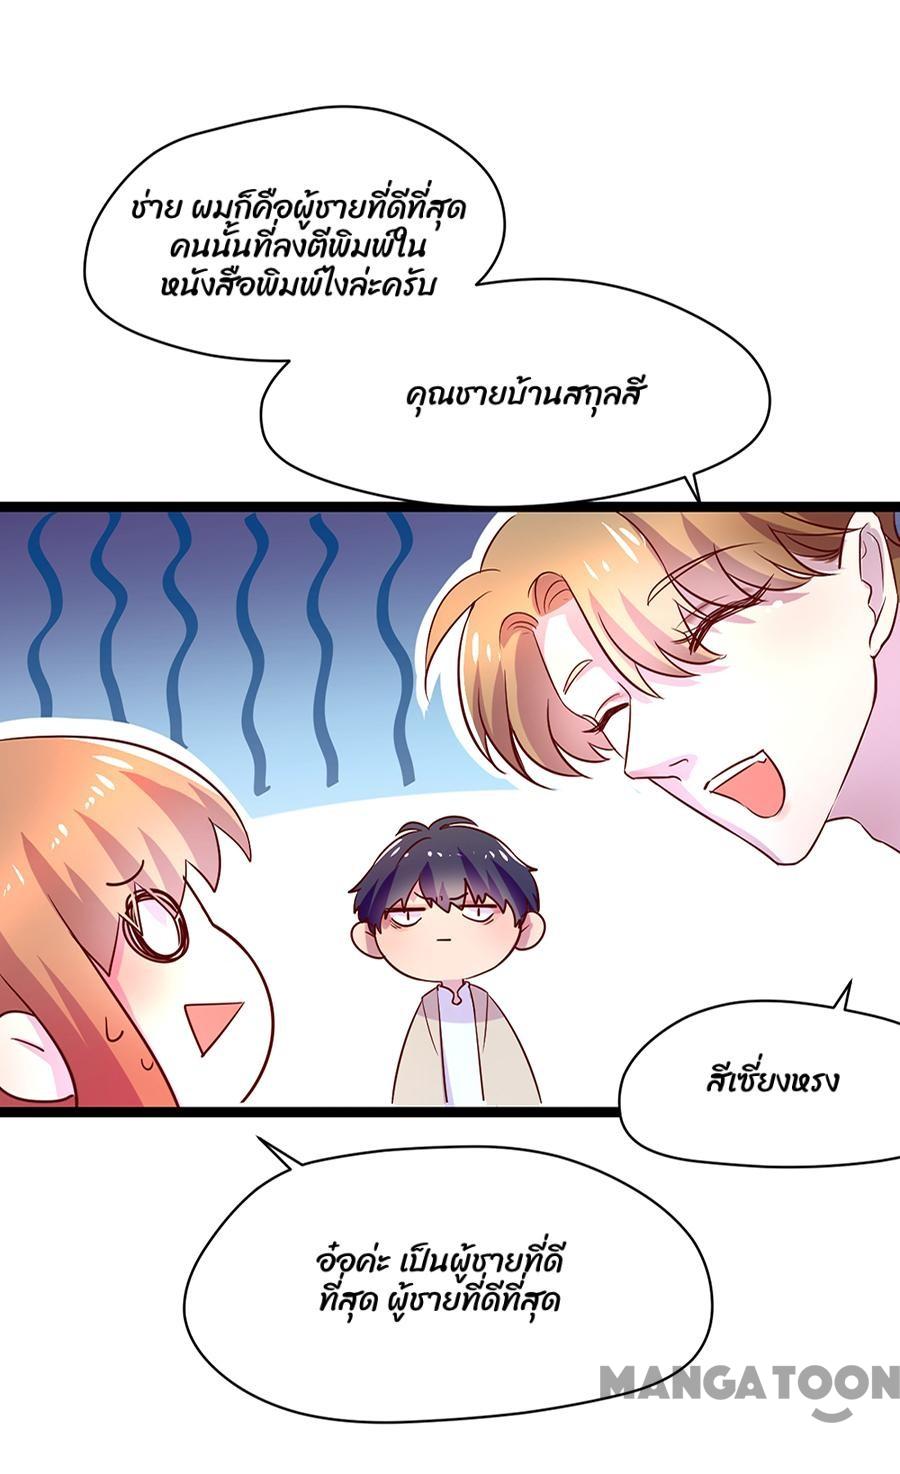 ช่าย ผมก็คือผู้ชายที่ดีที่สุด
คนนั้นที่ลงตีพิมพ์ใน
หนังสือพิมพ์ไงล่ะครับ
คุณชายบ้านสกุลสี
สีเซี่ยงหรง
อ๋อค่ะ เป็นผู้ชายที่ดี
ที่สุด ผู้ชายที่ดีที่สุด
MANGATOON